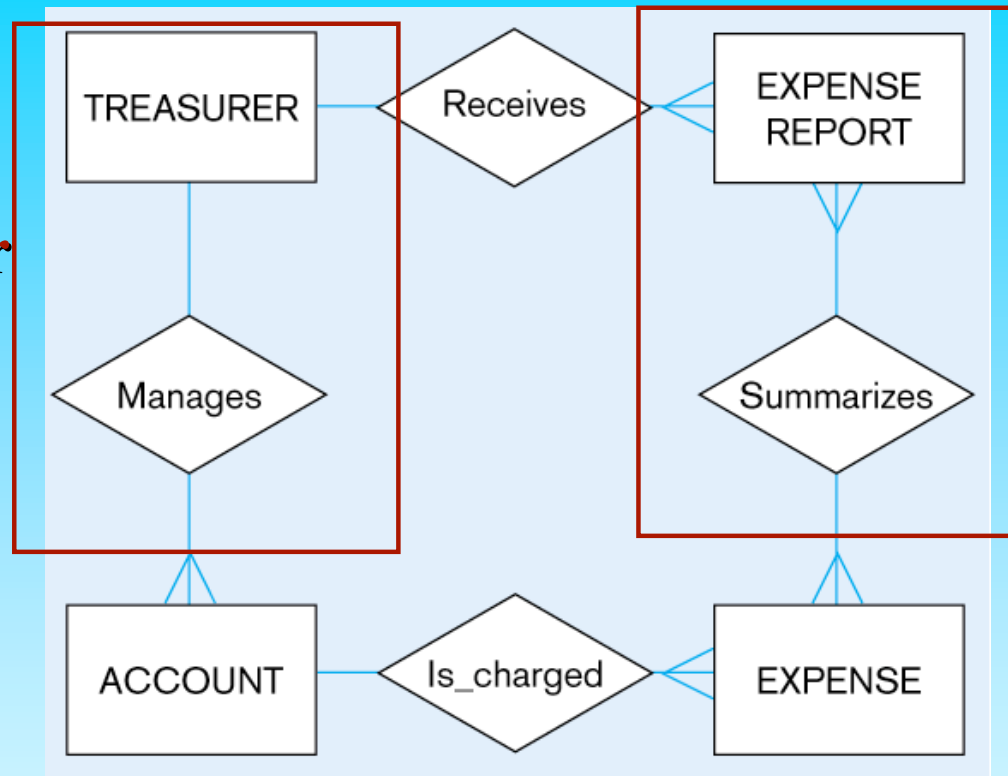 TREASURER
Receives
EXPENSE
REPORT
Manages
Summarizes
ACCOUNT
Is_charged
EXPENSE